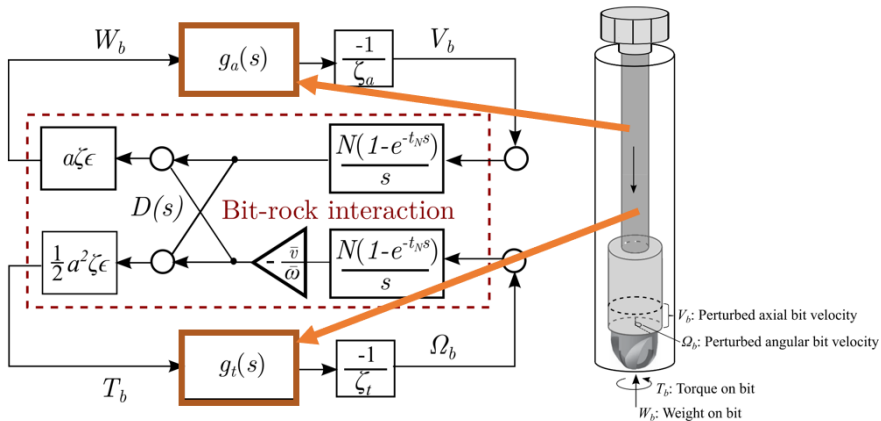 W_b
g_a(s)
-1
ζ_a
V_b
aζϵ
N(1-e^{-t_N s})
s
D(s)
Bit-rock interaction
1
2
a²ζϵ
- v̄
ω̄
N(1-e^{-t_N s})
s
T_b
g_t(s)
-1
ζ_t
Ω_b
V_b: Perturbed axial bit velocity
Ω_b: Perturbed angular bit velocity
T_b: Torque on bit
W_b: Weight on bit